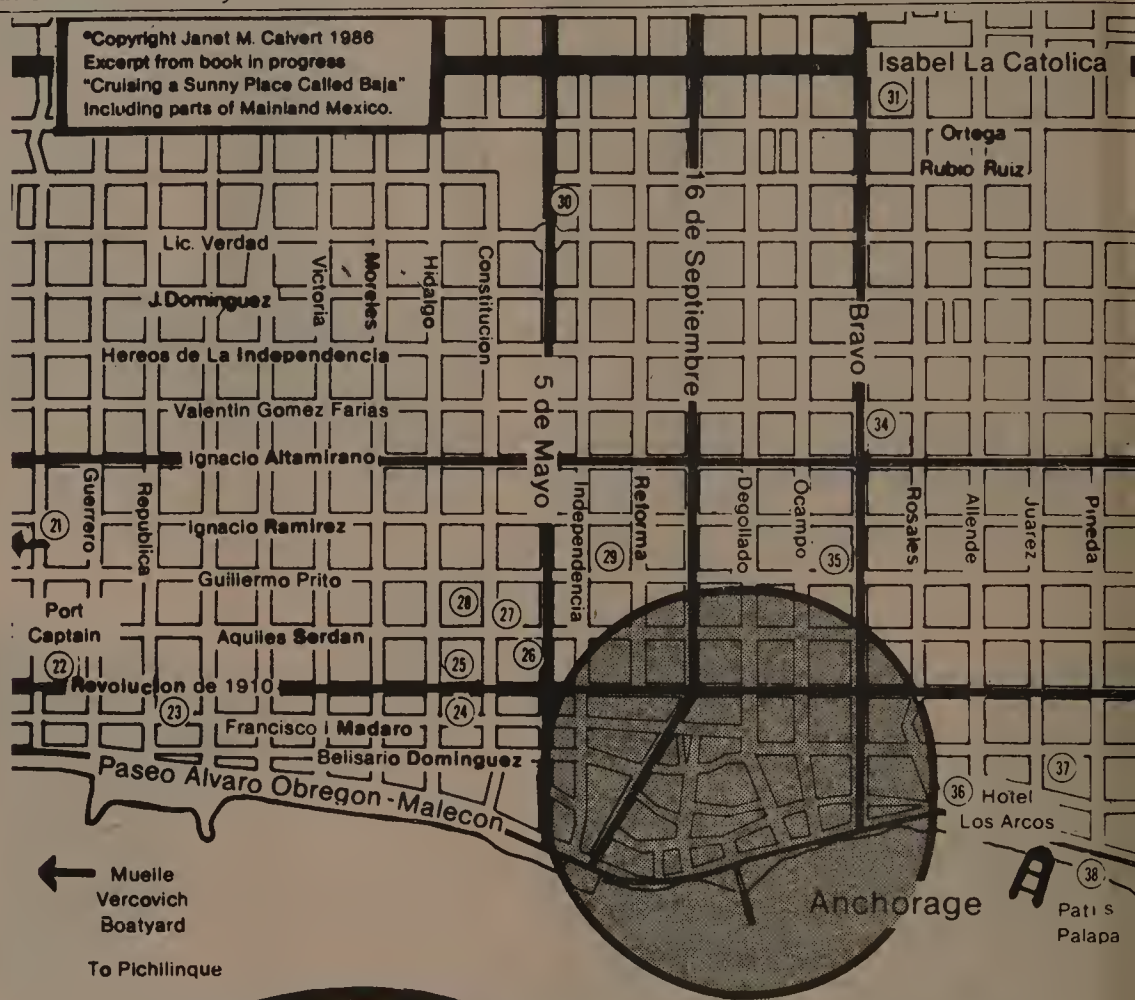 ©Copyright Janet M. Calvert 1986
Excerpt from book in progress
"Cruising a Sunny Place Called Baja"
Including parts of Mainland Mexico.
Isabel La Catolica
31
Ortega
Rubio Ruiz
30
16 de Septiembre
Lic. Verdad
Victoria
Moreles
Hidalgo
Constitucion
J.Dominguez
Bravo
Hereos de La Independencia
5 de Mayo
Valentin Gomez Farias
34
Ignacio Altamirano
Guerrero
Republica
Independencia
Reforma
Degollado
Ocampo
Rosales
Allende
Juarez
Pineda
21
Ignacio Ramirez
29
35
Guillermo Prito
28
27
Port
Captain
22
Aquiles Serdan
25
26
Revolucion de 1910
23
24
Francisco I Madaro
Belisario Dominguez
Paseo Alvaro Obregon-Malecon
37
36
Hotel
Los Arcos
Anchorage
38
Pati s
Palapa
Muelle
Vercovich
Boatyard
To Pichilinque